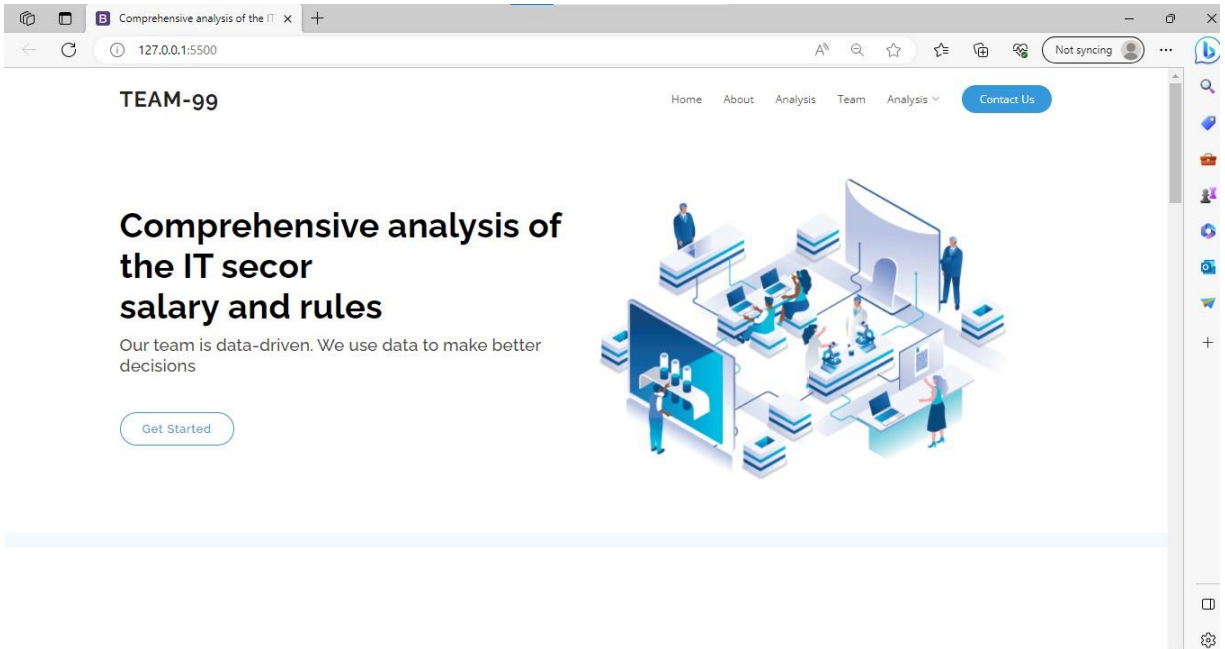 Comprehensive analysis of the IT
127.0.0.1:5500
Not syncing
TEAM-99
Home About Analysis Team Analysis Contact Us
Comprehensive analysis of
the IT secor
salary and rules
Our team is data-driven. We use data to make better
decisions
Get Started